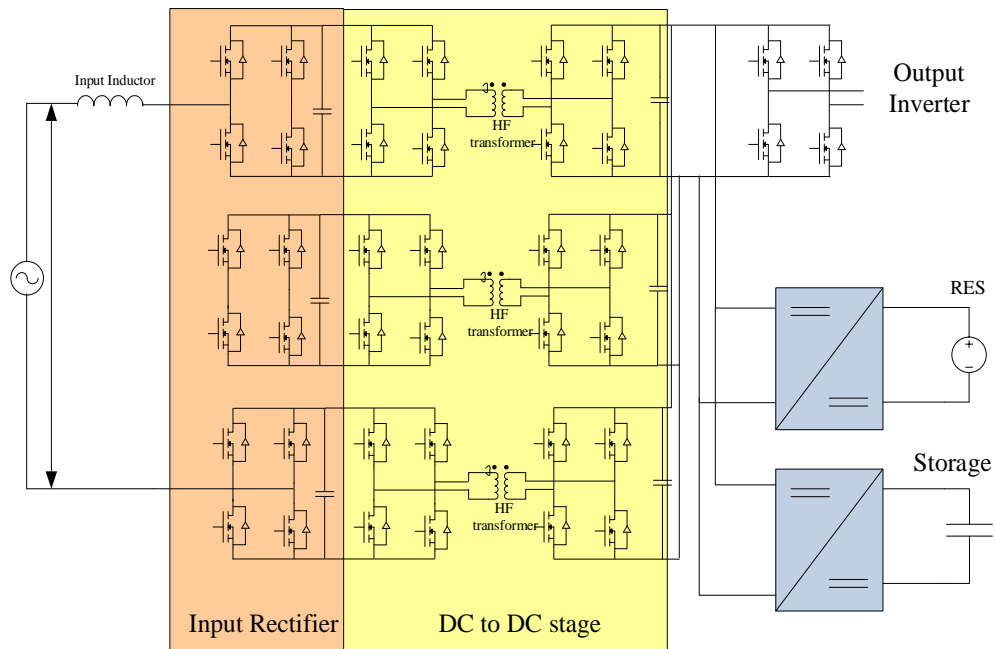 Input Inductor
HF
transformer
Output
Inverter
HF
transformer
RES
+
−
HF
transformer
Storage
Input Rectifier
DC to DC stage